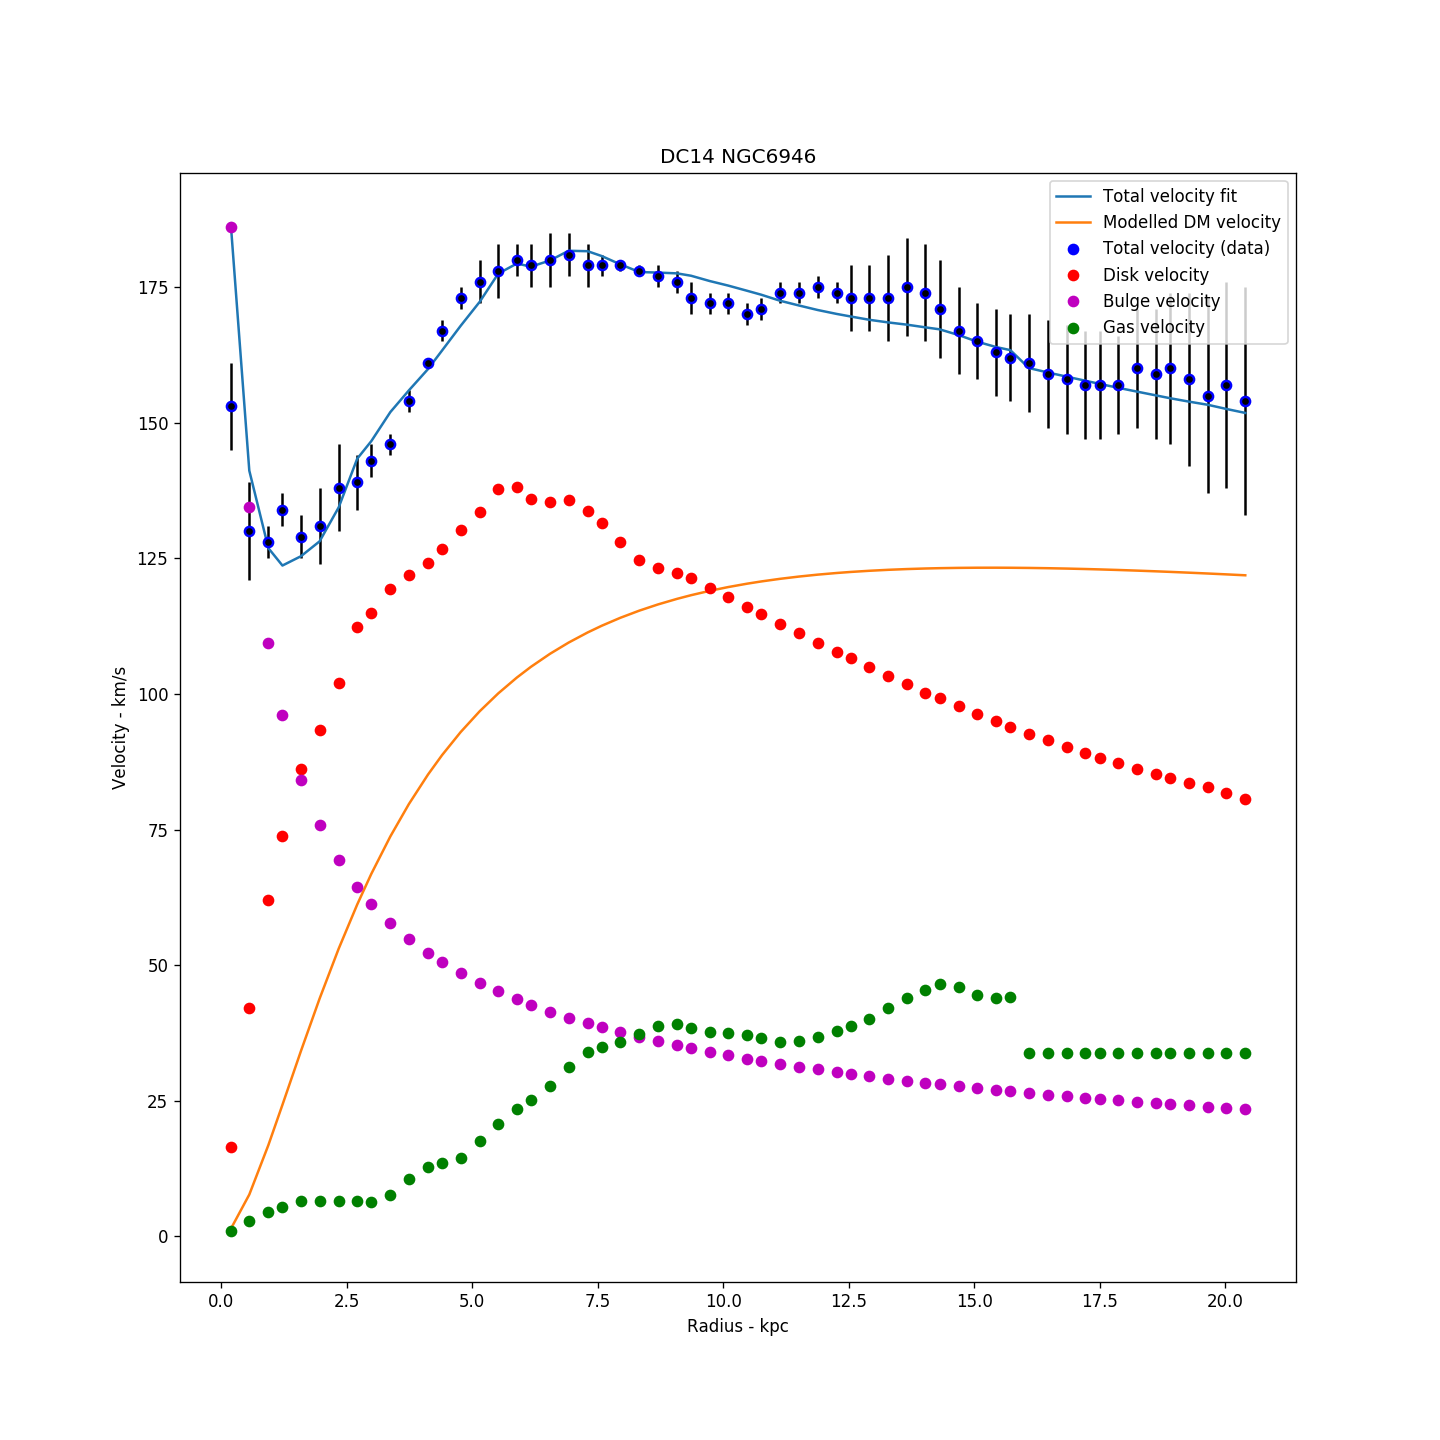 DC14 NGC6946
Total velocity fit
Modelled DM velocity
Total velocity (data)
Disk velocity
Bulge velocity
Gas velocity
Velocity - km/s
175
150
125
100
75
50
25
0
0.0 2.5 5.0 7.5 10.0 12.5 15.0 17.5 20.0
Radius - kpc